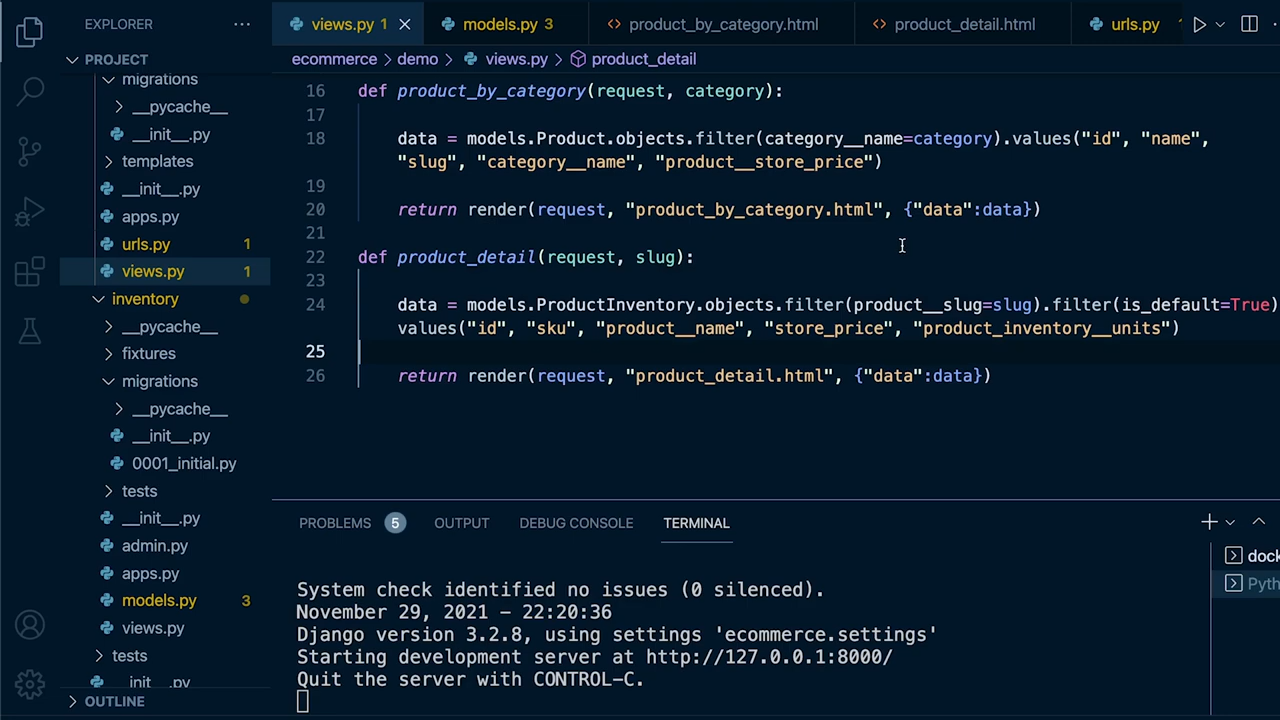 EXPLORER
views.py 1
models.py 3
product_by_category.html
product_detail.html
urls.py
PROJECT
ecommerce > demo > views.py > product_detail
migrations
__pycache__
__init__.py
templates
__init__.py
apps.py
urls.py 1
views.py 1
inventory
__pycache__
fixtures
migrations
__pycache__
__init__.py
0001_initial.py
tests
__init__.py
admin.py
apps.py
models.py 3
views.py
tests
__init__.py
OUTLINE
16 def product_by_category(request, category):
17
18 data = models.Product.objects.filter(category__name=category).values("id", "name",
"slug", "category__name", "product__store_price")
19
20 return render(request, "product_by_category.html", {"data":data})
21
22 def product_detail(request, slug):
23
24 data = models.ProductInventory.objects.filter(product__slug=slug).filter(is_default=True)
values("id", "sku", "product__name", "store_price", "product_inventory__units")
25
26 return render(request, "product_detail.html", {"data":data})
PROBLEMS 5 OUTPUT DEBUG CONSOLE TERMINAL
System check identified no issues (0 silenced).
November 29, 2021 - 22:20:36
Django version 3.2.8, using settings 'ecommerce.settings'
Starting development server at http://127.0.0.1:8000/
Quit the server with CONTROL-C.
dock
Pyth